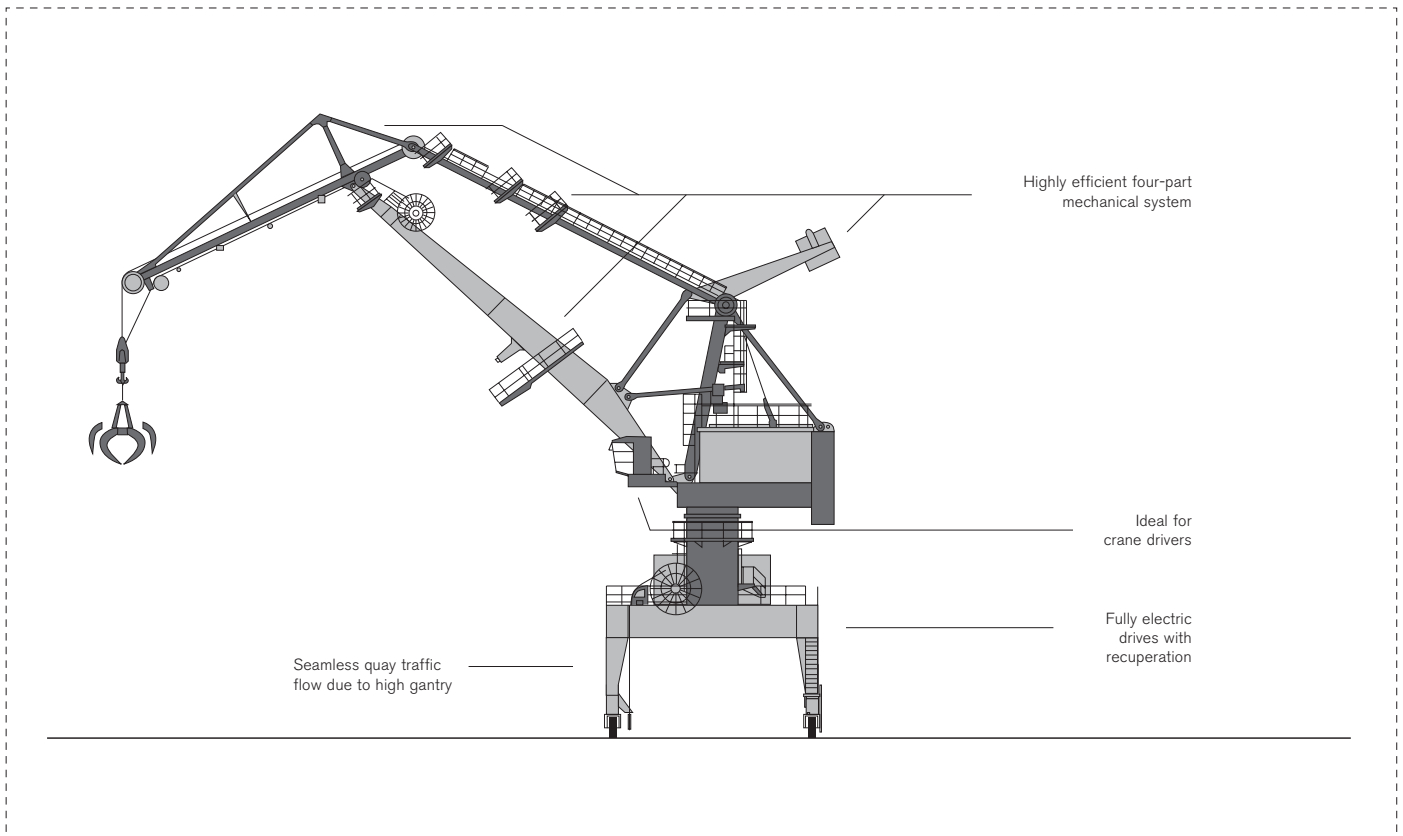 Highly efficient four-part
mechanical system
Ideal for
crane drivers
Fully electric
drives with
recuperation
Seamless quay traffic
flow due to high gantry